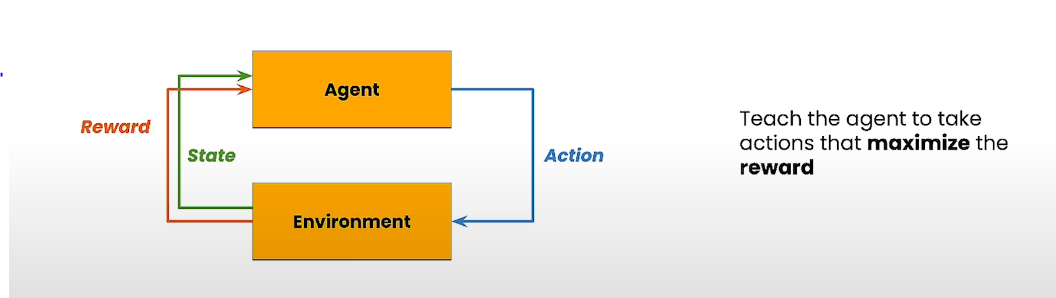 Agent
Reward
State
Action
Environment
Teach the agent to take
actions that maximize the
reward